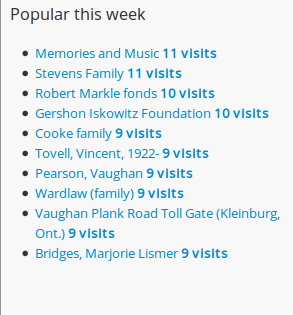 Popular this week
Memories and Music 11 visits
Stevens Family 11 visits
Robert Markle fonds 10 visits
Gershon Iskowitz Foundation 10 visits
Cooke family 9 visits
Tovell, Vincent, 1922- 9 visits
Pearson, Vaughan 9 visits
Wardlaw (family) 9 visits
Vaughan Plank Road Toll Gate (Kleinburg,
Ont.) 9 visits
Bridges, Marjorie Lismer 9 visits